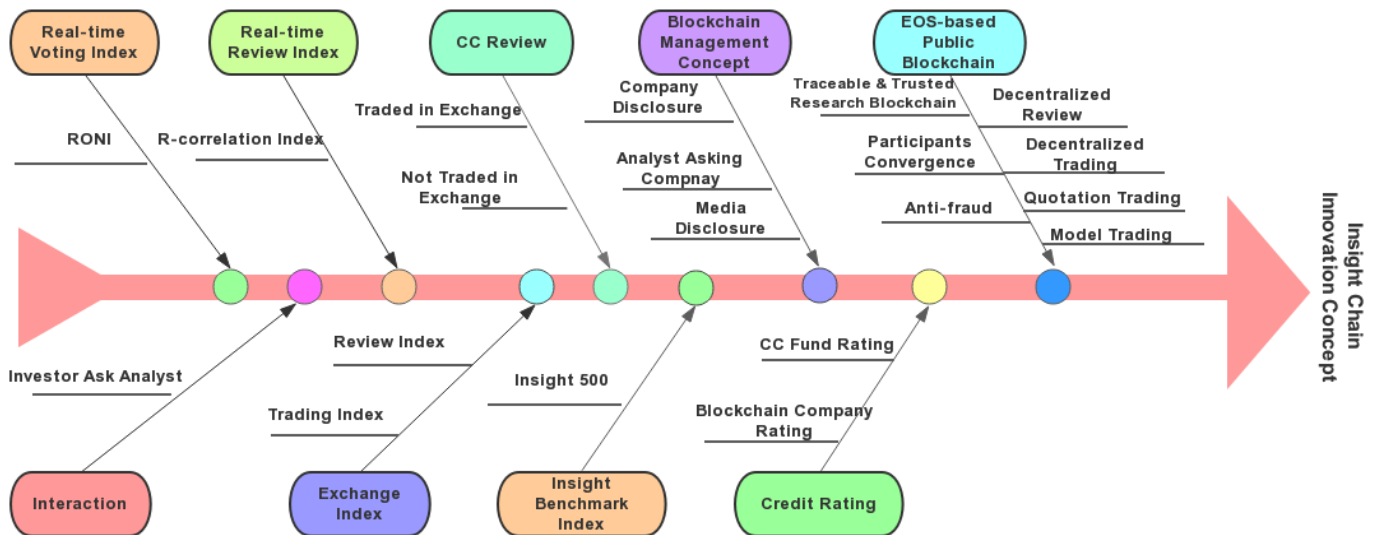 Real-time
Voting Index
Real-time
Review Index
CC Review
Blockchain
Management
Concept
EOS-based
Public
Blockchain
RONI
R-correlation Index
Traded in Exchange
Not Traded in
Exchange
Company
Disclosure
Analyst Asking
Compnay
Media
Disclosure
Traceable & Trusted
Research Blockchain
Participants
Convergence
Anti-fraud
Decentralized
Review
Decentralized
Trading
Quotation Trading
Model Trading
Insight Chain
Innovation Concept
Investor Ask Analyst
Review Index
Trading Index
Insight 500
CC Fund Rating
Blockchain Company
Rating
Interaction
Exchange
Index
Insight
Benchmark
Index
Credit Rating